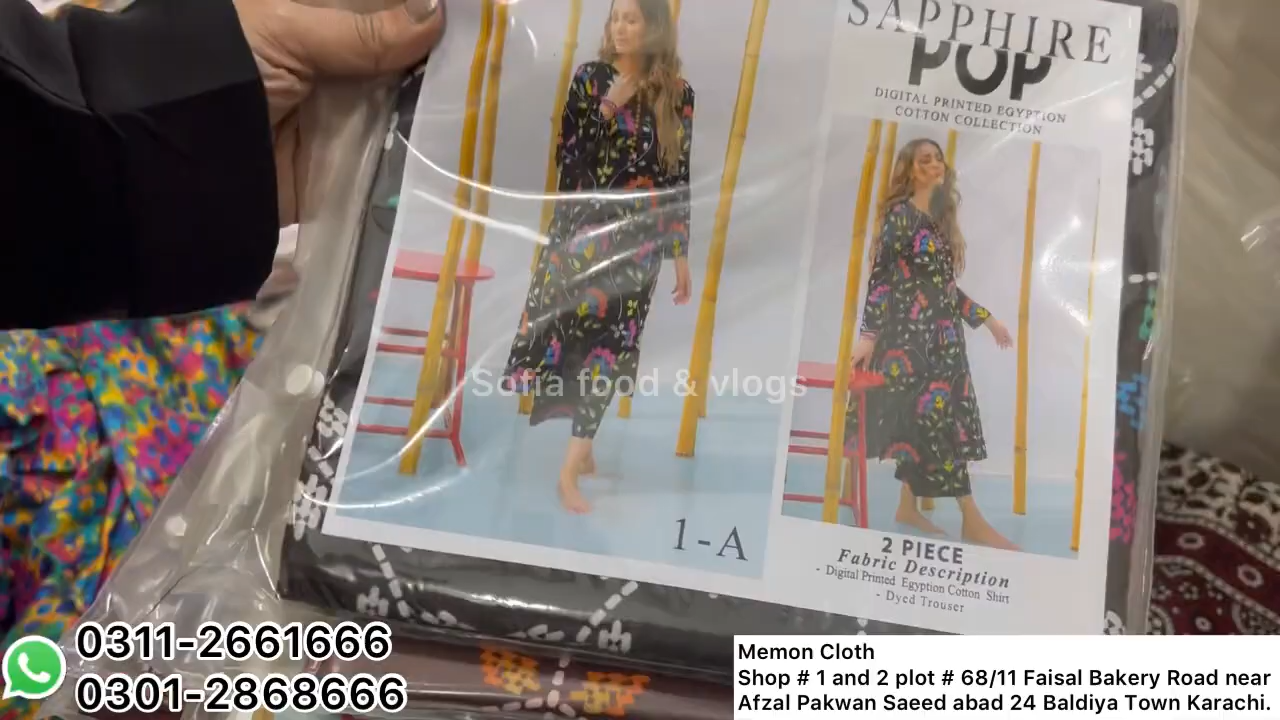 SAPPHIRE
POP
DIGITAL PRINTED EGYPTION
COTTON COLLECTION
Sofia food & vlogs
1-A
2 PIECE
Fabric Description
- Digital Printed Egyption Cotton Shirt
- Dyed Trouser
0311-2661666
0301-2868666
Memon Cloth
Shop # 1 and 2 plot # 68/11 Faisal Bakery Road near
Afzal Pakwan Saeed abad 24 Baldiya Town Karachi.